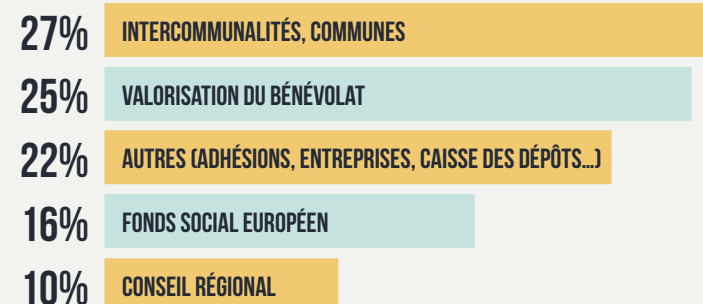 27% INTERCOMMUNALITÉS, COMMUNES
25% VALORISATION DU BÉNÉVOLAT
22% AUTRES (ADHÉSIONS, ENTREPRISES, CAISSE DES DÉPÔTS...)
16% FONDS SOCIAL EUROPÉEN
10% CONSEIL RÉGIONAL